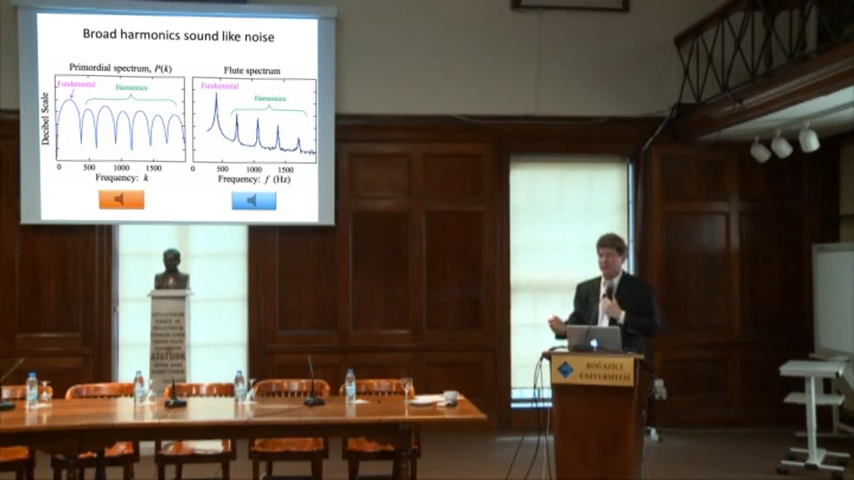 Broad harmonics sound like noise
Primordial spectrum, P(k)
Fundamental
Harmonics
Decibel Scale
0 500 1000 1500
Frequency: k
Flute spectrum
Fundamental
Harmonics
0 500 1000 1500
Frequency: f (Hz)
ATATÜRK
BOĞAZİÇİ
ÜNİVERSİTESİ